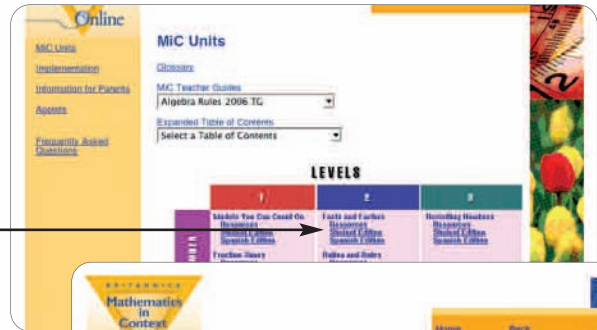 Online
MiC Units
Implementation
Information for Parents
Agents
Frequently Asked
Questions
MiC Units
Glossary
MiC Teacher Guides
Algebra Rules 2006 TG
Expanded Table of Contents
Select a Table of Contents
LEVELS
1
2
3
Models You Can Count On
Resources
Student Edition
Spanish Edition
Fraction Times
Facts and Factors
Resources
Student Edition
Spanish Edition
Ratios and Rates
Revisiting Numbers
Resources
Student Edition
Spanish Edition
BRITANNICA
Mathematics
in
Context
Home
Back